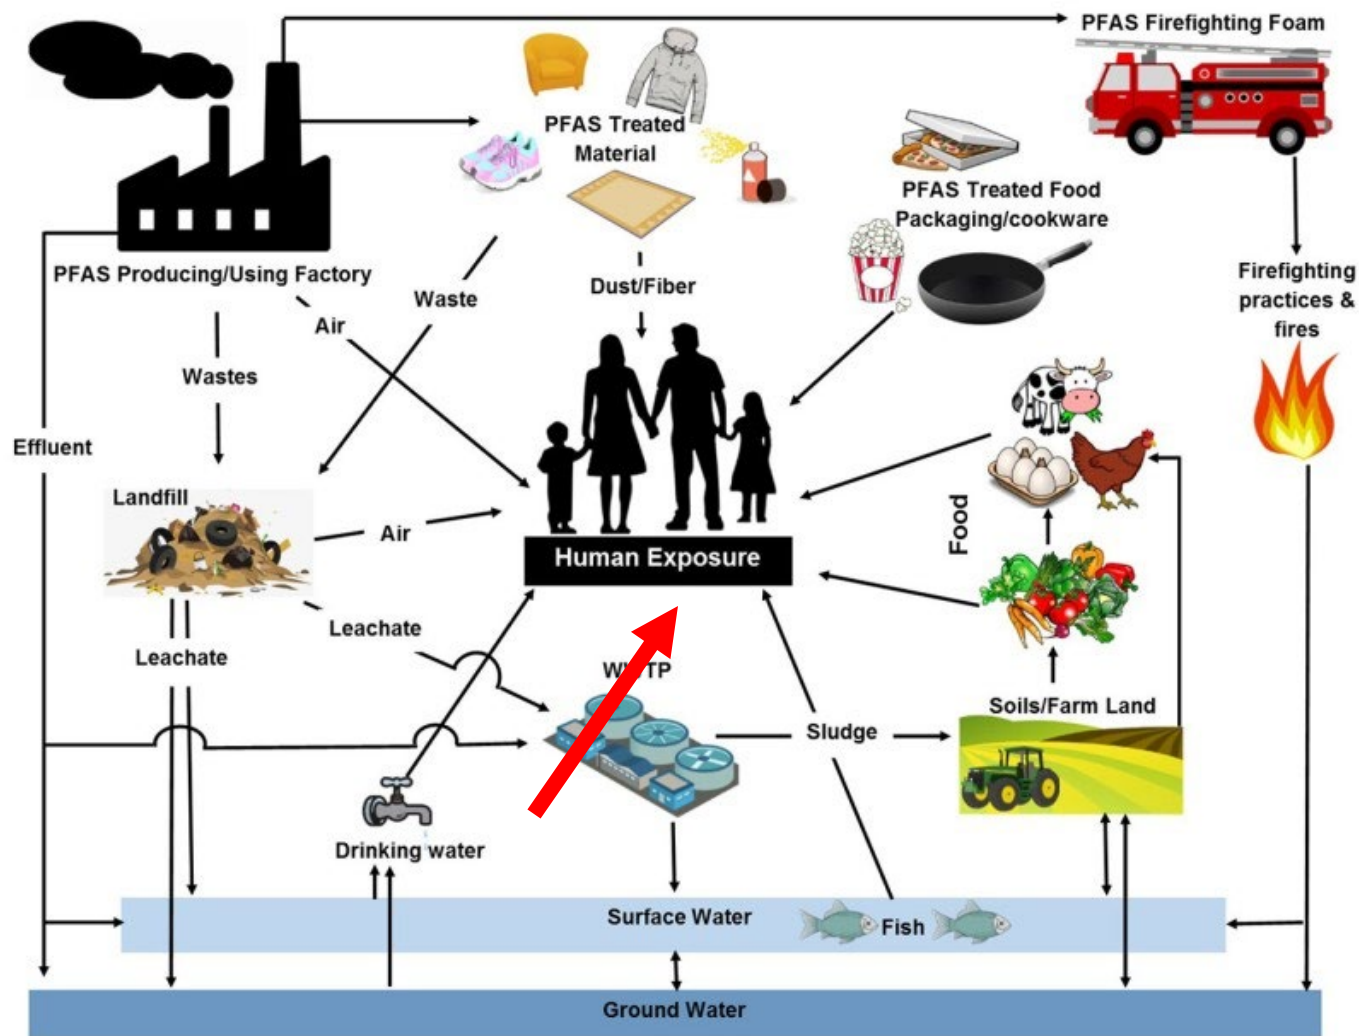 PFAS Firefighting Foam
PFAS Treated
Material
PFAS Treated Food
Packaging/cookware
PFAS Producing/Using Factory
Dust/Fiber
Waste
Air
Firefighting
practices &
fires
Wastes
Effluent
Landfill
Air
Human Exposure
Food
Leachate
Leachate
Soils/Farm Land
Sludge
Drinking water
Surface Water
Fish
Ground Water